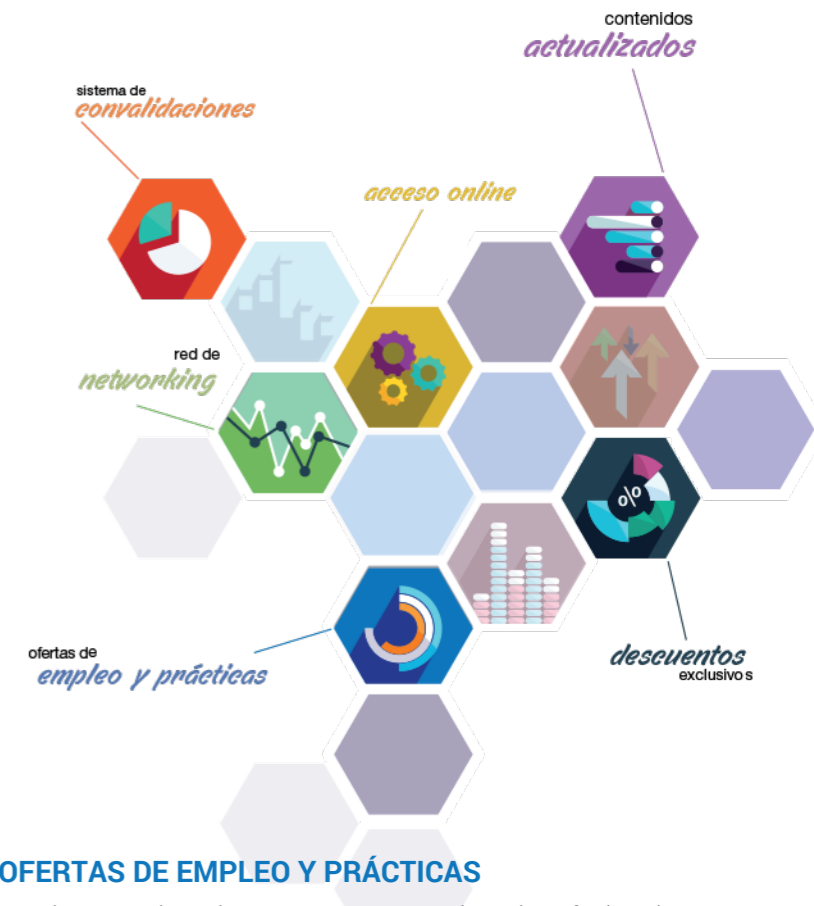 contenidos
actualizados
sistema de
convalidaciones
acceso online
red de
networking
%
ofertas de
empleo y prácticas
descuentos
exclusivos
OFERTAS DE EMPLEO Y PRÁCTICAS